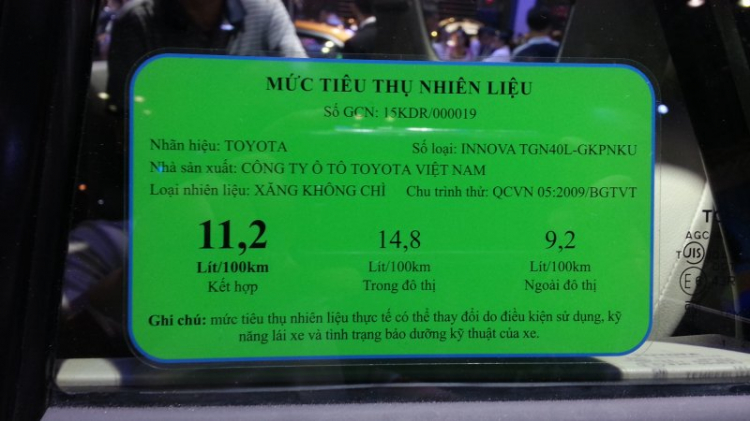 MỨC TIÊU THỤ NHIÊN LIỆU
Số GCN: 15KDR/000019
Nhãn hiệu: TOYOTA Số loại: INNOVA TGN40L-GKPNKU
Nhà sản xuất: CÔNG TY Ô TÔ TOYOTA VIỆT NAM
Loại nhiên liệu: XĂNG KHÔNG CHÌ Chu trình thử: QCVN 05:2009/BGTVT
11,2 14,8 9,2
Lít/100km Lít/100km Lít/100km
Kết hợp Trong đô thị Ngoài đô thị
Ghi chú: mức tiêu thụ nhiên liệu thực tế có thể thay đổi do điều kiện sử dụng, kỹ
năng lái xe và tình trạng bảo dưỡng kỹ thuật của xe.
AGC